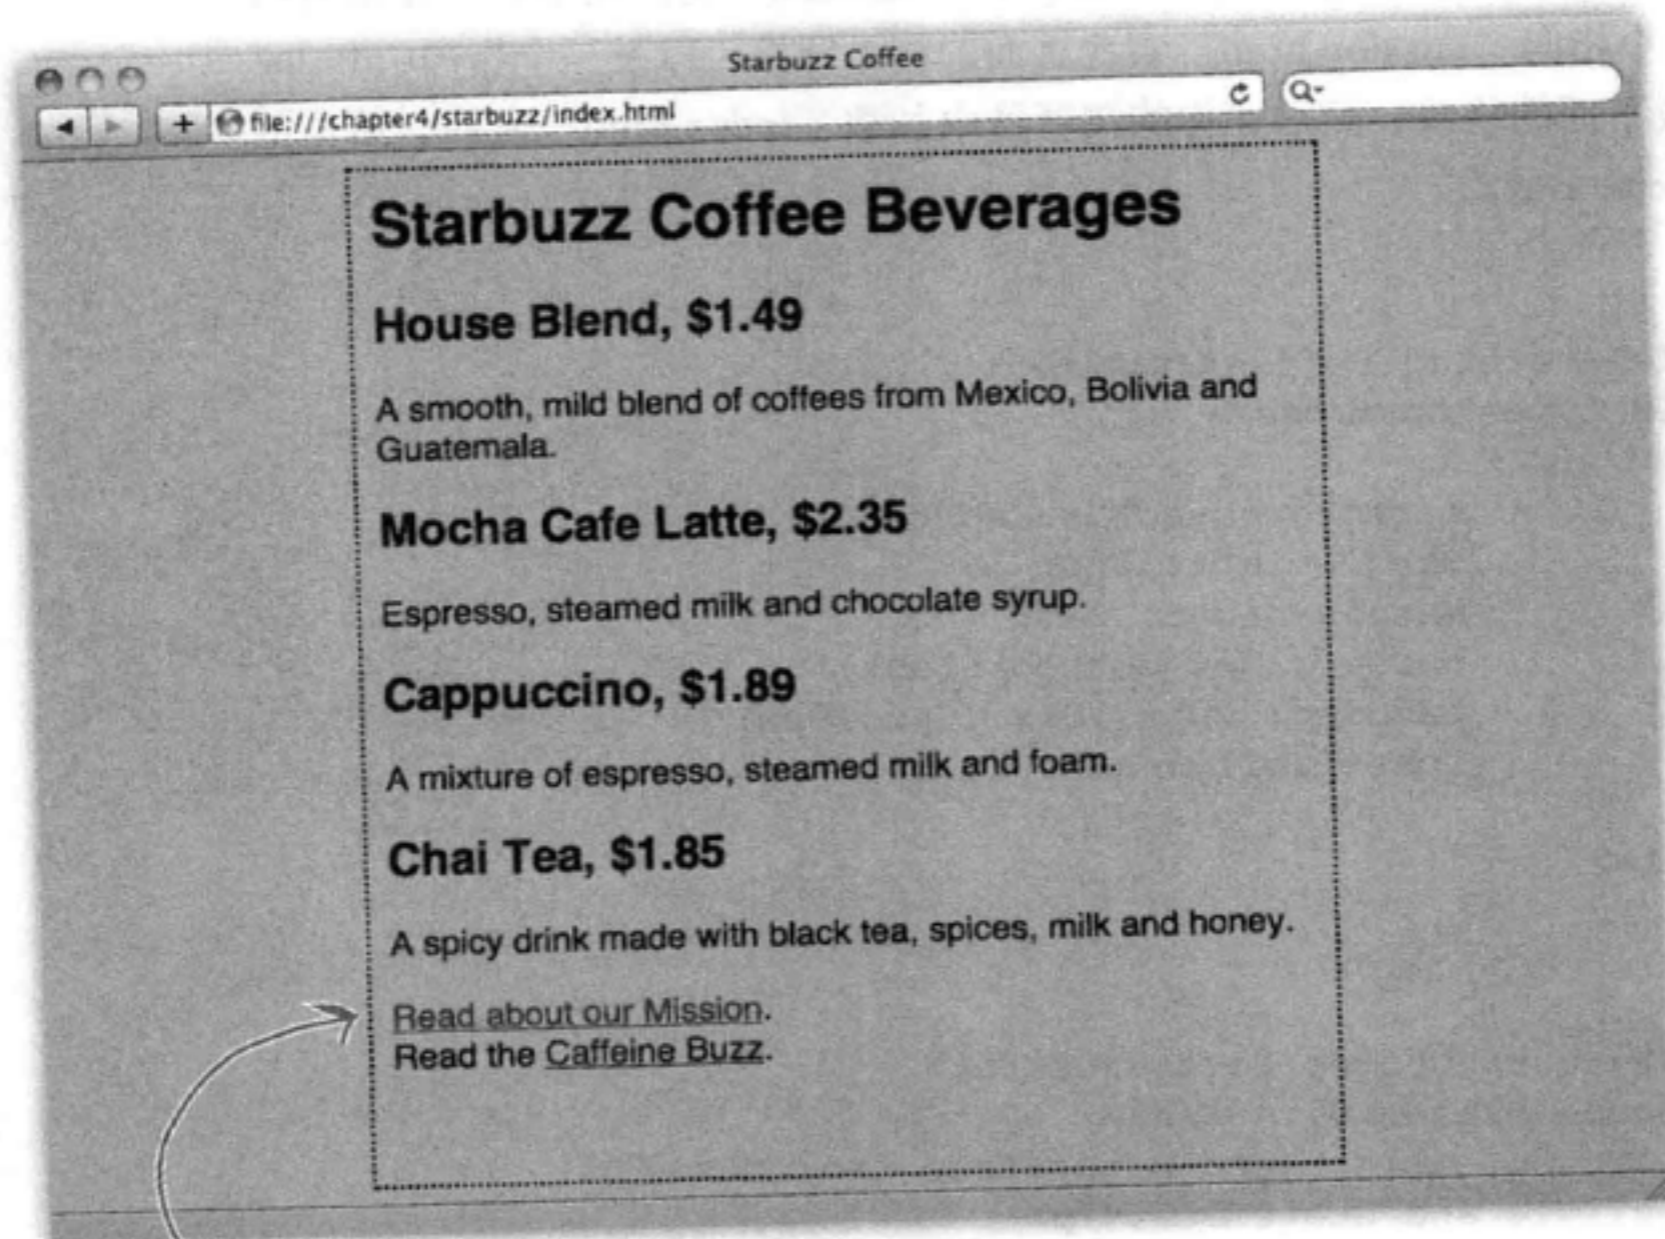 Starbuzz Coffee
file:///chapter4/starbuzz/index.html
Starbuzz Coffee Beverages
House Blend, $1.49
A smooth, mild blend of coffees from Mexico, Bolivia and
Guatemala.
Mocha Cafe Latte, $2.35
Espresso, steamed milk and chocolate syrup.
Cappuccino, $1.89
A mixture of espresso, steamed milk and foam.
Chai Tea, $1.85
A spicy drink made with black tea, spices, milk and honey.
Read about our Mission.
Read the Caffeine Buzz.